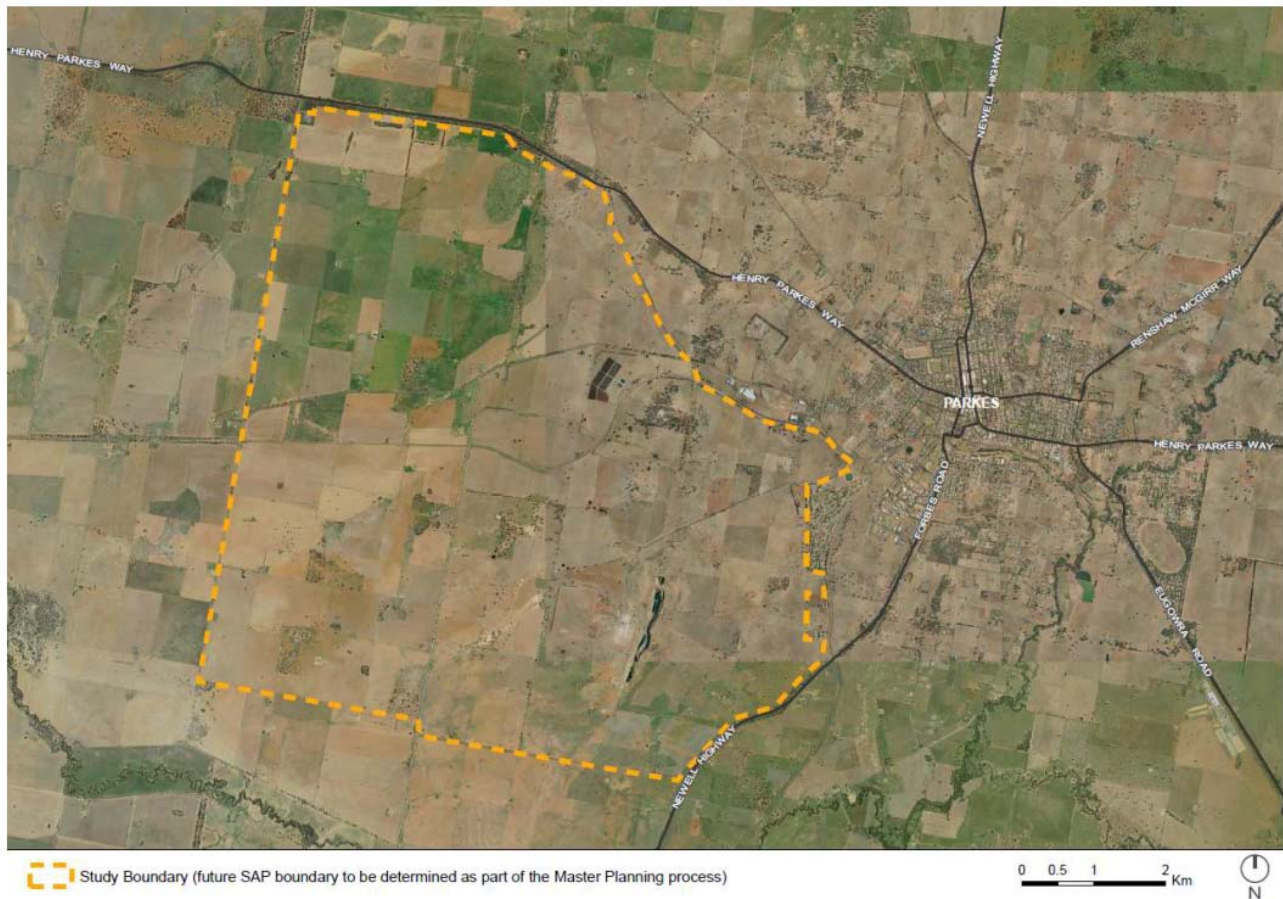 HENRY PARKES WAY
NEWELL HIGHWAY
HENRY PARKES WAY
RENSHAW MCGIRR WAY
PARKES
HENRY PARKES WAY
FORBES ROAD
EUGOWRA ROAD
NEWELL HIGHWAY
Study Boundary (future SAP boundary to be determined as part of the Master Planning process)
0 0.5 1 2
Km
N